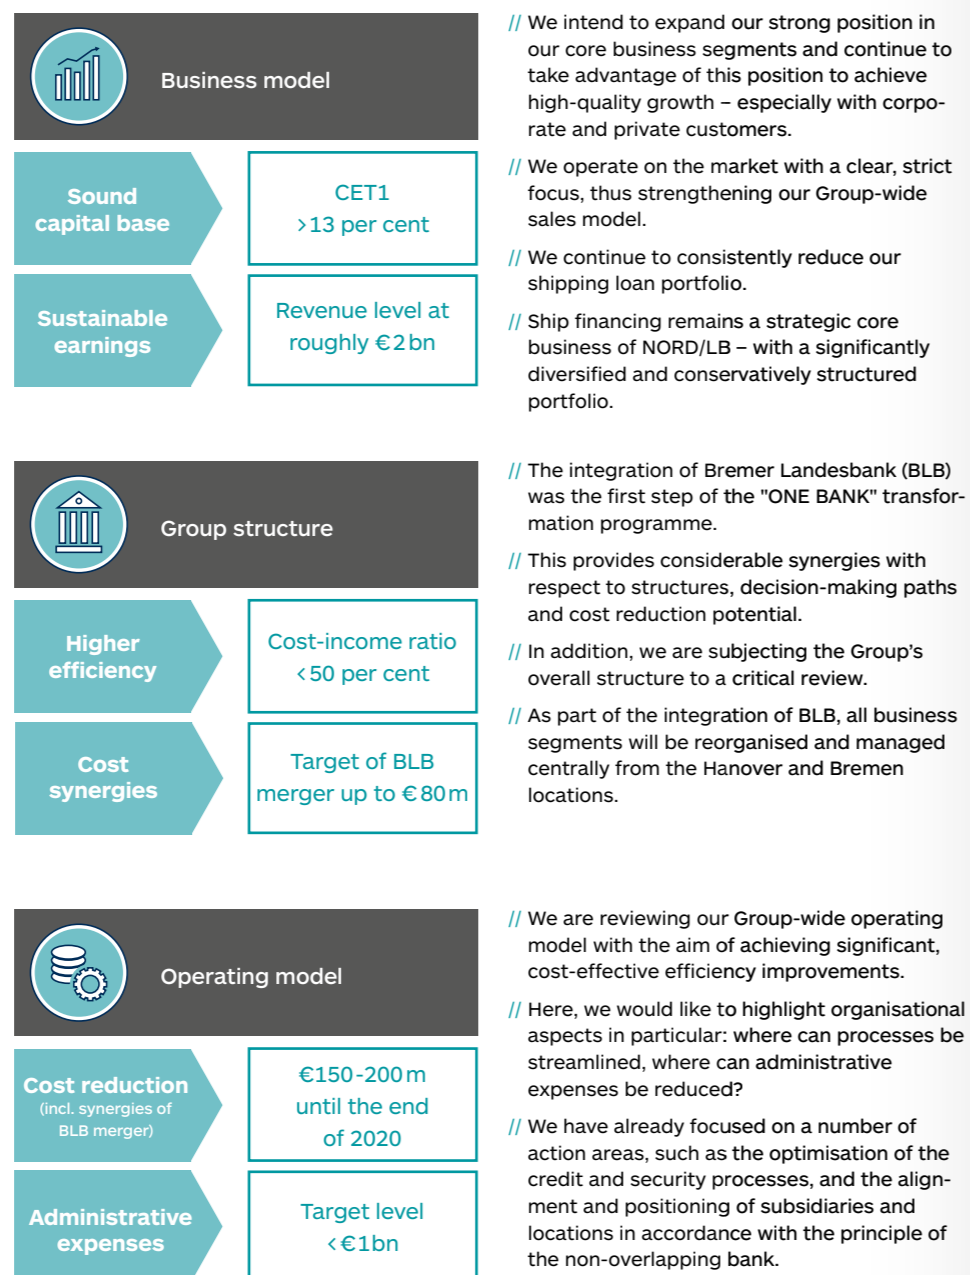 Business model
Sound
capital base
CET1
>13 per cent
Sustainable
earnings
Revenue level at
roughly €2bn
// We intend to expand our strong position in
our core business segments and continue to
take advantage of this position to achieve
high-quality growth – especially with corpo-
rate and private customers.
// We operate on the market with a clear, strict
focus, thus strengthening our Group-wide
sales model.
// We continue to consistently reduce our
shipping loan portfolio.
// Ship financing remains a strategic core
business of NORD/LB – with a significantly
diversified and conservatively structured
portfolio.
Group structure
Higher
efficiency
Cost-income ratio
<50 per cent
Cost
synergies
Target of BLB
merger up to €80m
// The integration of Bremer Landesbank (BLB)
was the first step of the "ONE BANK" transfor-
mation programme.
// This provides considerable synergies with
respect to structures, decision-making paths
and cost reduction potential.
// In addition, we are subjecting the Group’s
overall structure to a critical review.
// As part of the integration of BLB, all business
segments will be reorganised and managed
centrally from the Hanover and Bremen
locations.
Operating model
Cost reduction
(incl. synergies of
BLB merger)
€150-200m
until the end
of 2020
Administrative
expenses
Target level
<€1bn
// We are reviewing our Group-wide operating
model with the aim of achieving significant,
cost-effective efficiency improvements.
// Here, we would like to highlight organisational
aspects in particular: where can processes be
streamlined, where can administrative
expenses be reduced?
// We have already focused on a number of
action areas, such as the optimisation of the
credit and security processes, and the align-
ment and positioning of subsidiaries and
locations in accordance with the principle of
the non-overlapping bank.